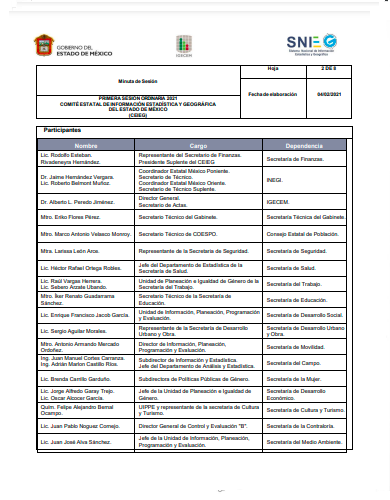 GOBIERNO DEL
ESTADO DE MÉXICO
IGECEM
SNIEG
Sistema Nacional de Información
Estadística y Geográfica
Minuta de Sesión
Hoja
2 DE 8
PRIMERA SESIÓN ORDINARIA 2021
COMITÉ ESTATAL DE INFORMACIÓN ESTADÍSTICA Y GEOGRÁFICA
DEL ESTADO DE MÉXICO
(CEIEG)
Fecha de elaboración
04/02/2021
Participantes
Nombre Cargo Dependencia
Lic. Rodolfo Esteban.
Rivadeneyra Hernández.
Representante del Secretario de Finanzas.
Presidente Suplente del CEIEG
Secretaría de Finanzas.
Dr. Jaime Hernández Vergara.
Lic. Roberto Belmont Muñoz.
Coordinador Estatal México Poniente.
Secretario de Técnico.
Coordinador Estatal México Oriente.
Secretario de Técnico Suplente.
INEGI.
Dr. Alberto L. Peredo Jiménez.
Director General.
Secretario de Actas.
IGECEM.
Mtro. Eriko Flores Pérez.
Secretario Técnico del Gabinete.
Secretaría Técnica del Gabinete.
Mtro. Marco Antonio Velasco Monroy.
Secretario Técnico de COESPO.
Consejo Estatal de Población.
Mtra. Larissa León Arce.
Representante de la Secretaría de Seguridad.
Secretaría de Seguridad.
Lic. Héctor Rafael Ortega Robles.
Jefe del Departamento de Estadística de la
Secretaría de Salud.
Secretaría de Salud.
Lic. Raúl Vargas Herrera.
Lic. Sabero Arzate Ubando.
Unidad de Planeación e Igualdad de Género de la
Secretaría del Trabajo.
Secretaría del Trabajo.
Mtro. Iker Renato Guadarrama
Sánchez.
Secretario Técnico de la Secretaría de
Educación.
Secretaría de Educación.
Lic. Enrique Francisco Jacob García.
Unidad de Información, Planeación, Programación
y Evaluación.
Secretaría de Desarrollo Social.
Lic. Sergio Aguilar Morales.
Representante de la Secretaría de Desarrollo
Urbano y Obra.
Secretaría de Desarrollo Urbano
y Obra.
Mtro. Antonio Armando Mercado
Ordoñez.
Director de Información, Planeación,
Programación y Evaluación.
Secretaría de Movilidad.
Ing. Juan Manuel Cortes Carranza.
Ing. Adrián Marlon Castillo Ríos.
Subdirector de Información y Estadística.
Jefe del Departamento de Análisis y Estadística.
Secretaría del Campo.
Lic. Brenda Carrillo Garduño.
Subdirectora de Políticas Públicas de Género.
Secretaría de la Mujer.
Lic. Jorge Alfredo Garay Trejo.
Lic. Oscar Alcocer García.
Jefe de la Unidad de Planeación e Igualdad de
Género.
Secretaría de Desarrollo
Económico.
Quím. Felipe Alejandro Bernal
Ocampo.
UIPPE y representante de la secretaria de Cultura
y Turismo.
Secretaría de Cultura y Turismo.
Lic. Juan Pablo Noguez Cornejo.
Director General de Control y Evaluación "B".
Secretaría de la Contraloría.
Lic. Juan José Alva Sánchez.
Jefe de la Unidad de Información, Planeación,
Programación y Evaluación.
Secretaría del Medio Ambiente.